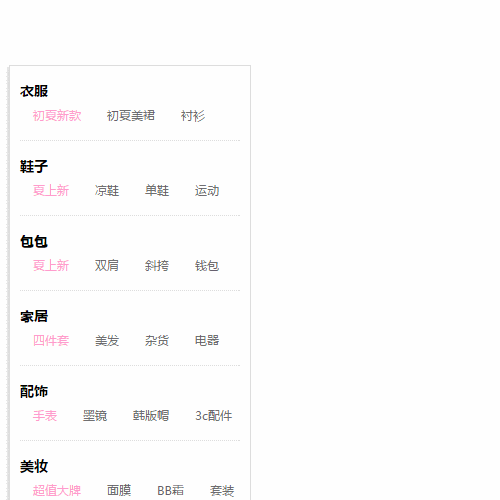 衣服
初夏新款 初夏美裙 衬衫
鞋子
夏上新 凉鞋 单鞋 运动
包包
夏上新 双肩 斜挎 钱包
家居
四件套 美发 杂货 电器
配饰
手表 墨镜 韩版帽 3c配件
美妆
超值大牌 面膜 BB霜 套装